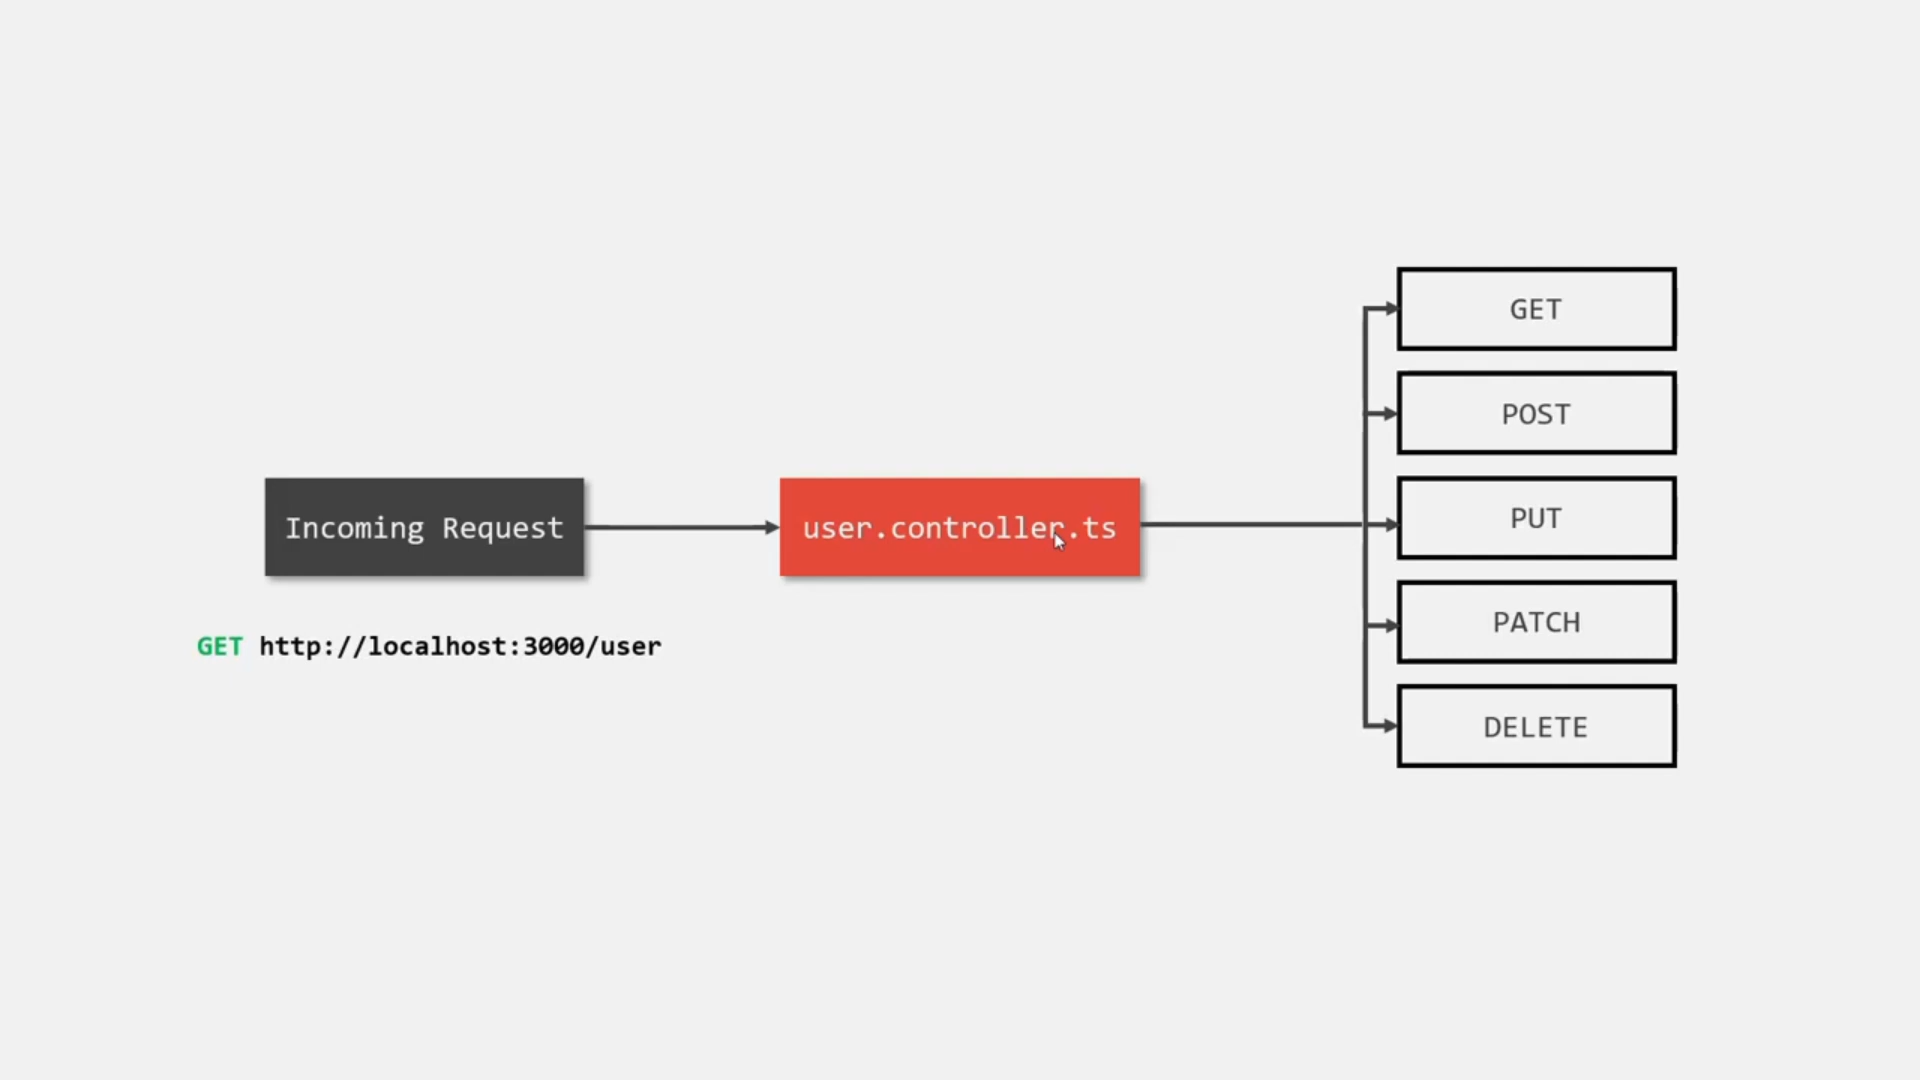 Incoming Request
GET http://localhost:3000/user
user.controller.ts
GET
POST
PUT
PATCH
DELETE